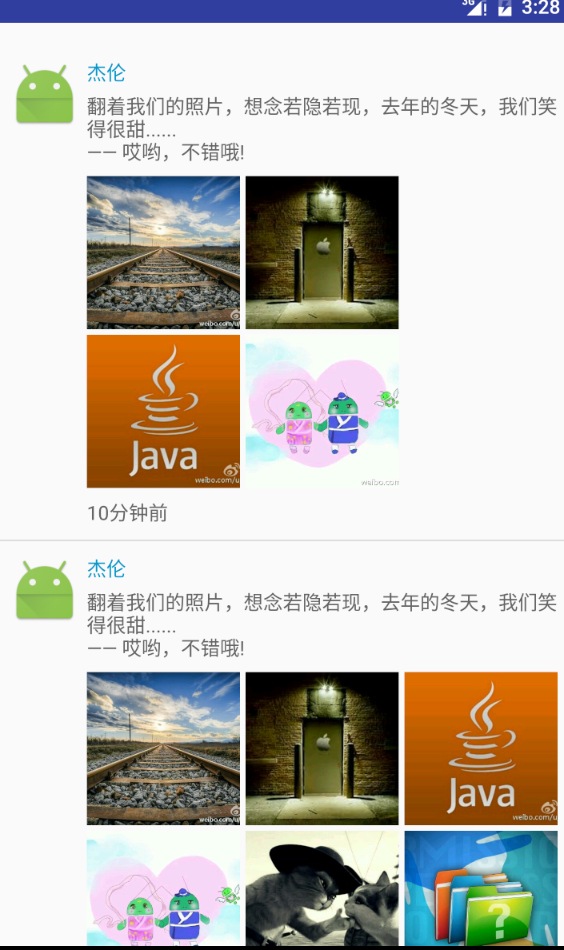 3G 3:28
杰伦
翻着我们的照片，想念若隐若现，去年的冬天，我们笑
得很甜......
—— 哎哟，不错哦!
weibo.com/u
Java
weibo.com/u
weibo.com
10分钟前
杰伦
翻着我们的照片，想念若隐若现，去年的冬天，我们笑
得很甜......
—— 哎哟，不错哦!
weibo.com/u
Java
weibo.com/u
?